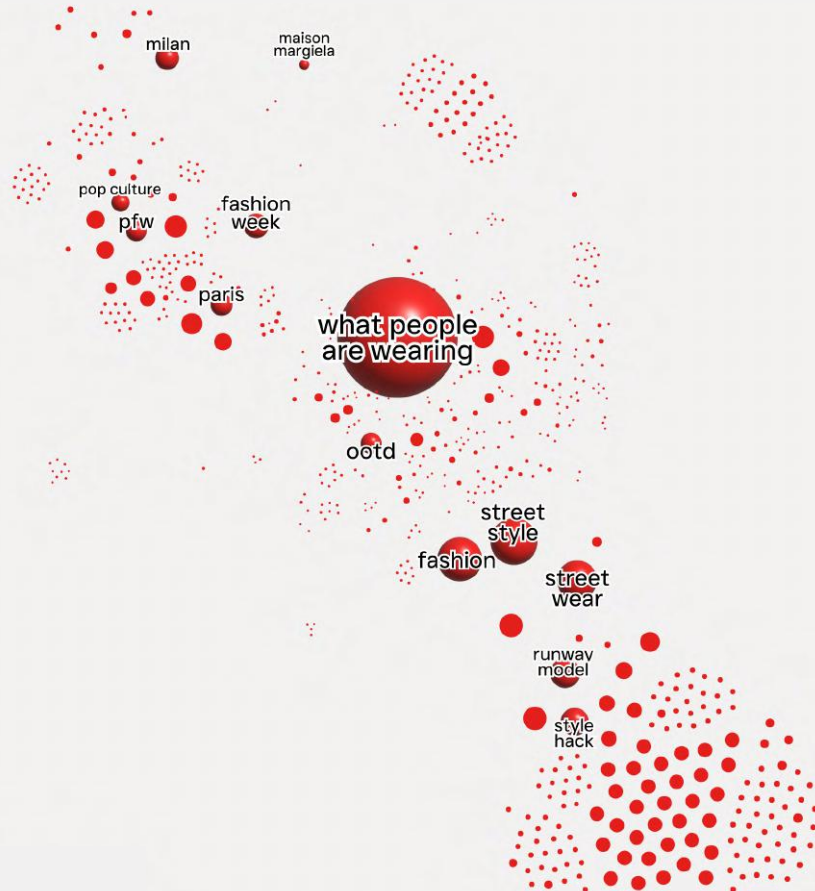 milan
maison
margiela
pop culture
pfw
fashion
week
paris
what people
are wearing
ootd
street
style
fashion
street
wear
runway
model
style
hack